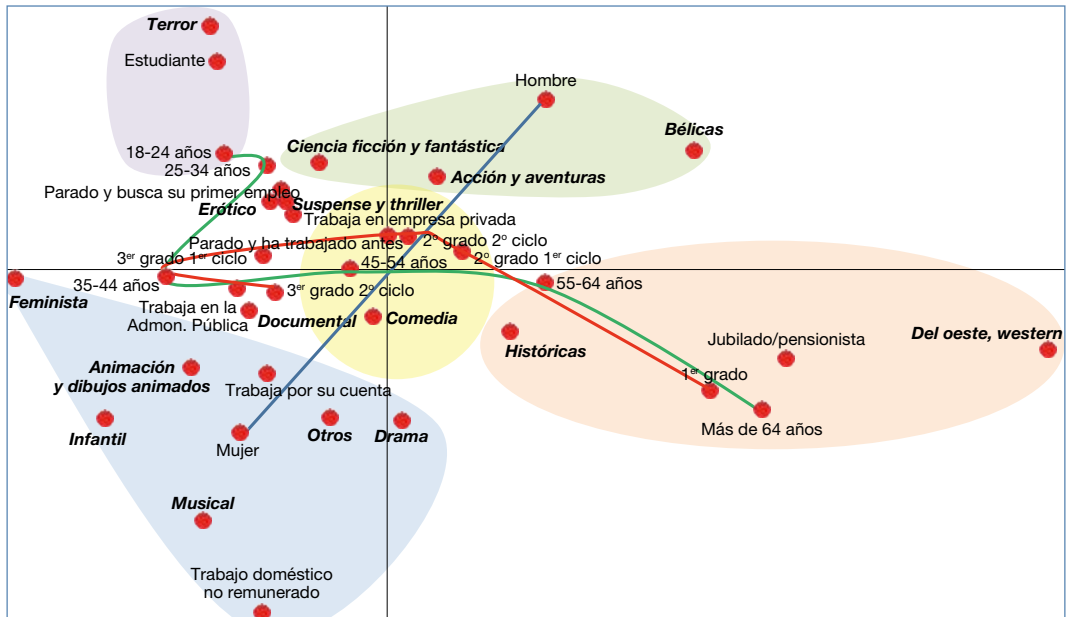 Terror
Estudiante
Hombre
Bélicas
18-24 años
Ciencia ficción y fantástica
25-34 años
Acción y aventuras
Parado y busca su primer empleo
Erótico
Suspense y thriller
Trabaja en empresa privada
Parado y ha trabajado antes
2º grado 2º ciclo
3er grado 1er ciclo
45-54 años
2º grado 1er ciclo
35-44 años
3er grado 2º ciclo
55-64 años
Feminista
Trabaja en la
Admon. Pública
Documental
Comedia
Históricas
Jubilado/pensionista
Del oeste, western
Animación
y dibujos animados
Trabaja por su cuenta
1er grado
Infantil
Mujer
Otros
Drama
Más de 64 años
Musical
Trabajo doméstico
no remunerado